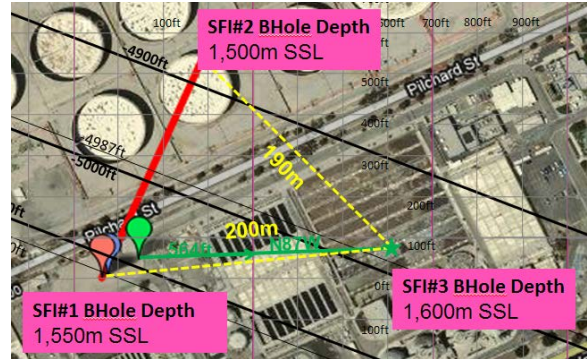 100ft
600ft
700ft
800ft
900ft
SFI#2 BHole Depth
1,500m SSL
-4900ft
500ft
Pilchard St
400ft
-4987ft
-5000ft
300ft
190m
200ft
Pilchard St
200m
564ft
N87W
100ft
0ft
SFI#3 BHole Depth
1,600m SSL
SFI#1 BHole Depth
1,550m SSL
100ft